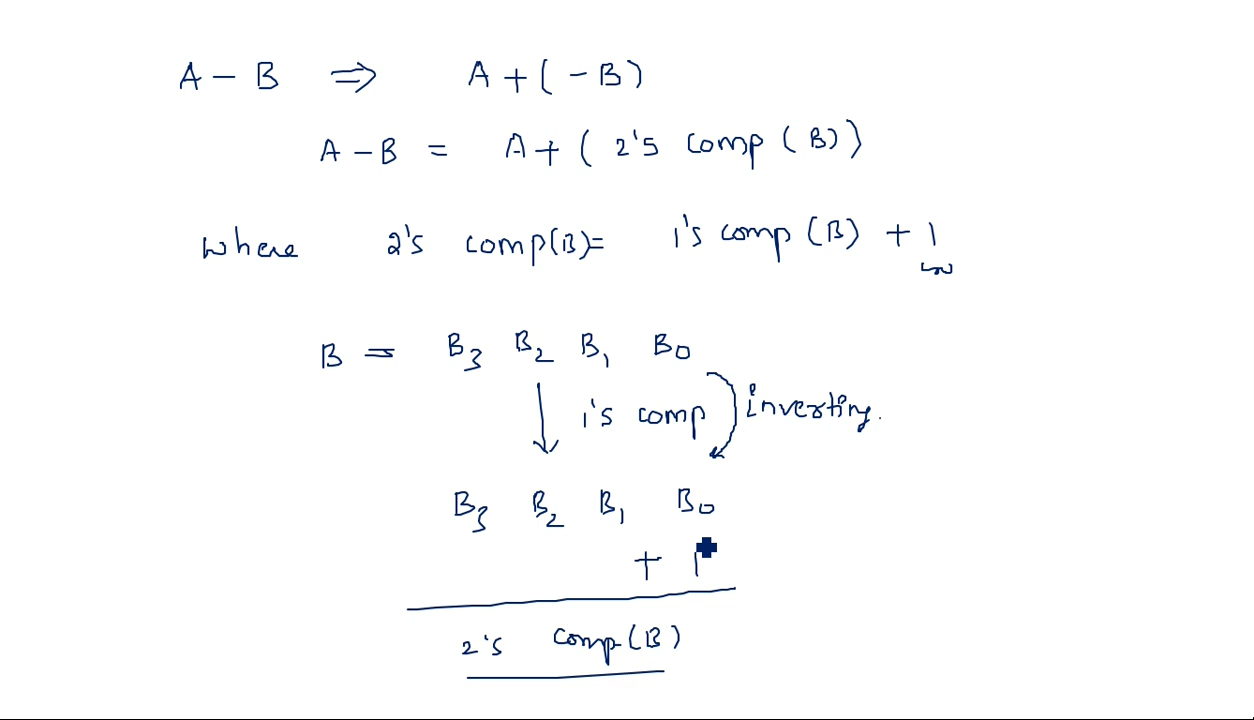 A - B ⇒ A + ( - B )
A - B = A + ( 2's comp ( B ) )
where 2's comp(B) = 1's comp ( B ) + 1
B = B3 B2 B1 B0
1's comp inverting.
B3 B2 B1 B0
+ 1
2's comp (B)